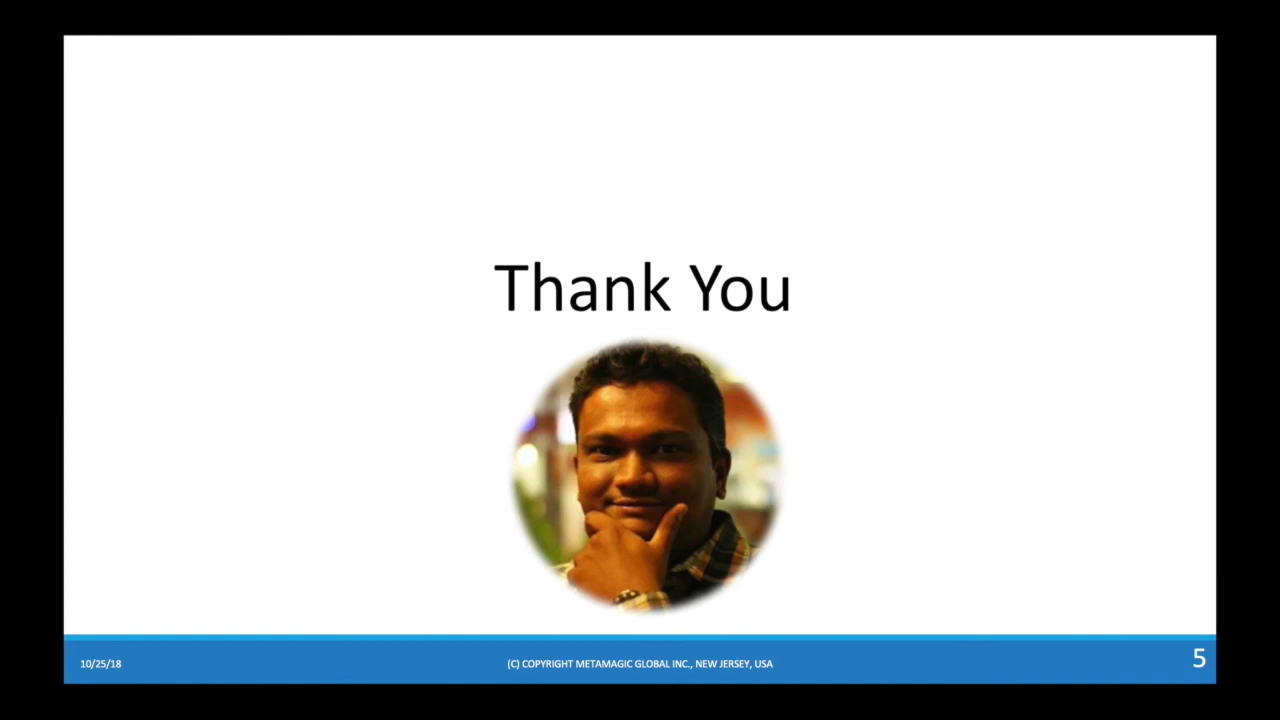 Thank You
10/25/18
(C) COPYRIGHT METAMAGIC GLOBAL INC., NEW JERSEY, USA
5